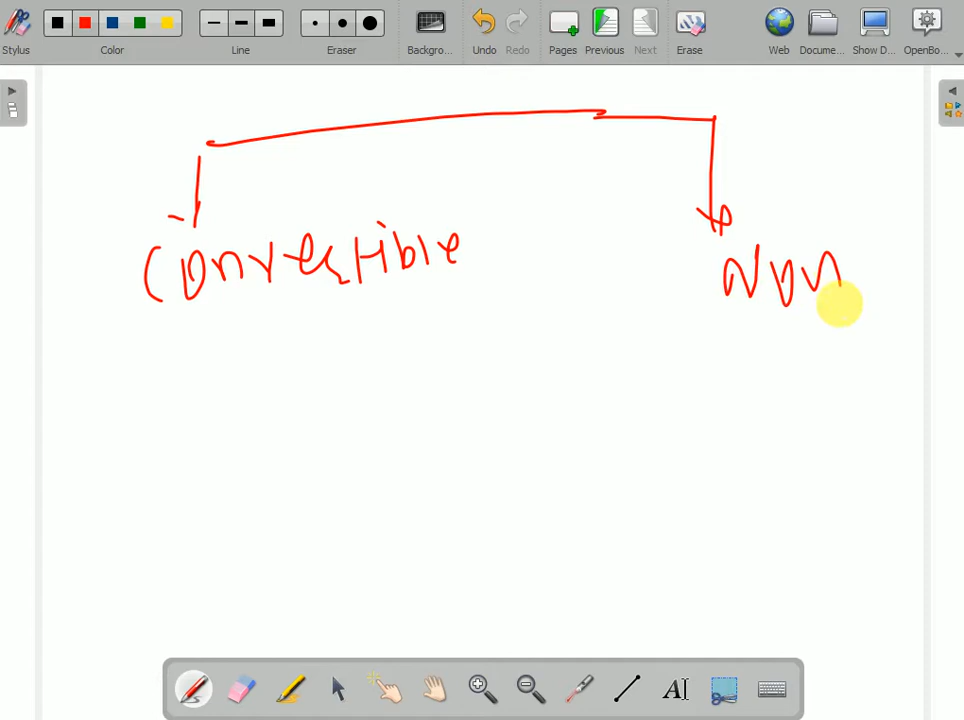 Stylus Color Line Eraser Backgro... Undo Redo Pages Previous Next Erase Web Docume... Show D... OpenBo...
Convertible Non
A